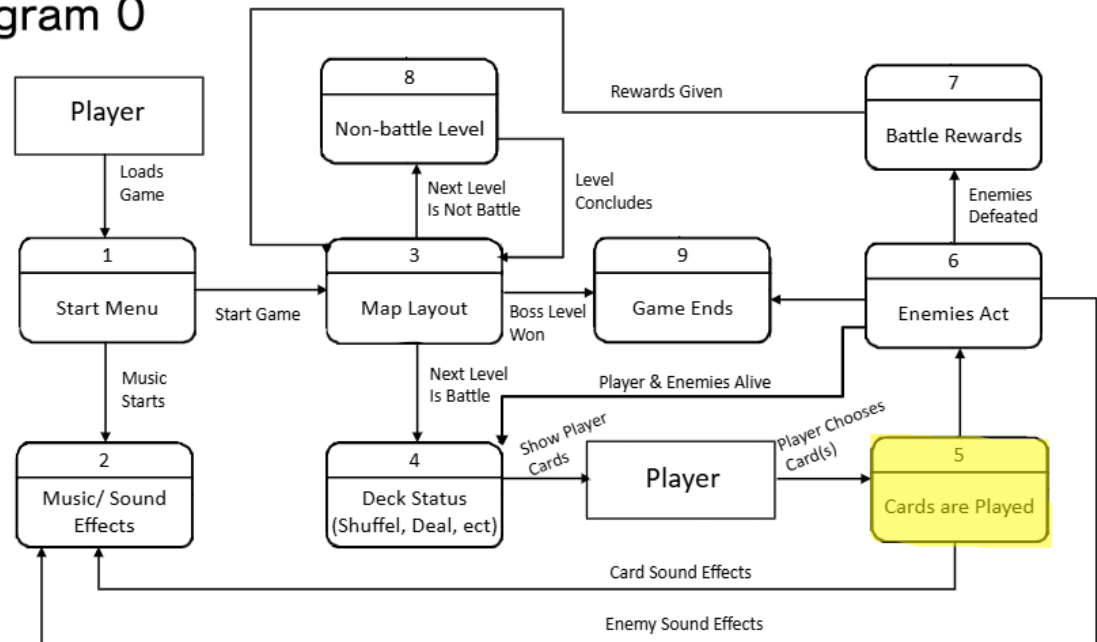 gram 0
Player
Loads
Game
8
Non-battle Level
Rewards Given
7
Battle Rewards
Next Level
Is Not Battle
Level
Concludes
Enemies
Defeated
1
Start Menu
Start Game
3
Map Layout
Boss Level
Won
9
Game Ends
6
Enemies Act
Music
Starts
Next Level
Is Battle
Player & Enemies Alive
2
Music/ Sound
Effects
4
Deck Status
(Shuffel, Deal, ect)
Show Player
Cards
Player
Player Chooses
Card(s)
5
Cards are Played
Card Sound Effects
Enemy Sound Effects